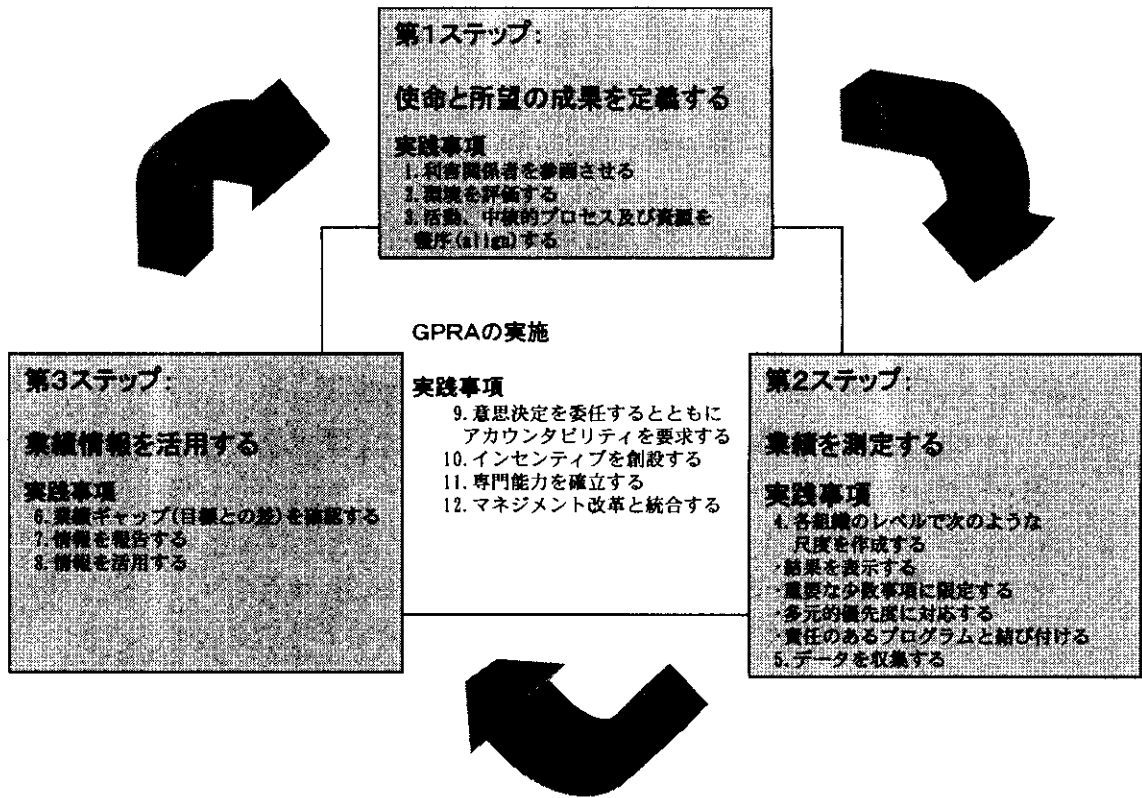 第1ステップ:
使命と所望の成果を定義する
実践事項
1.利害関係者を参画させる
2.環境を評価する
3.活動、中核的プロセス及び資源を
整序(align)する
GPRAの実施
実践事項
9.意思決定を委任するとともに
アカウンタビリティを要求する
10.インセンティブを創設する
11.専門能力を確立する
12.マネジメント改革と統合する
第2ステップ:
業績を測定する
実践事項
4.各組織のレベルで次のような
尺度を作成する
・結果を表示する
・重要な少数事項に限定する
・多元的優先度に対応する
・責任のあるプログラムと結び付ける
5.データを収集する
第3ステップ:
業績情報を活用する
実践事項
6.業績ギャップ(目標との差)を確認する
7.情報を報告する
8.情報を活用する